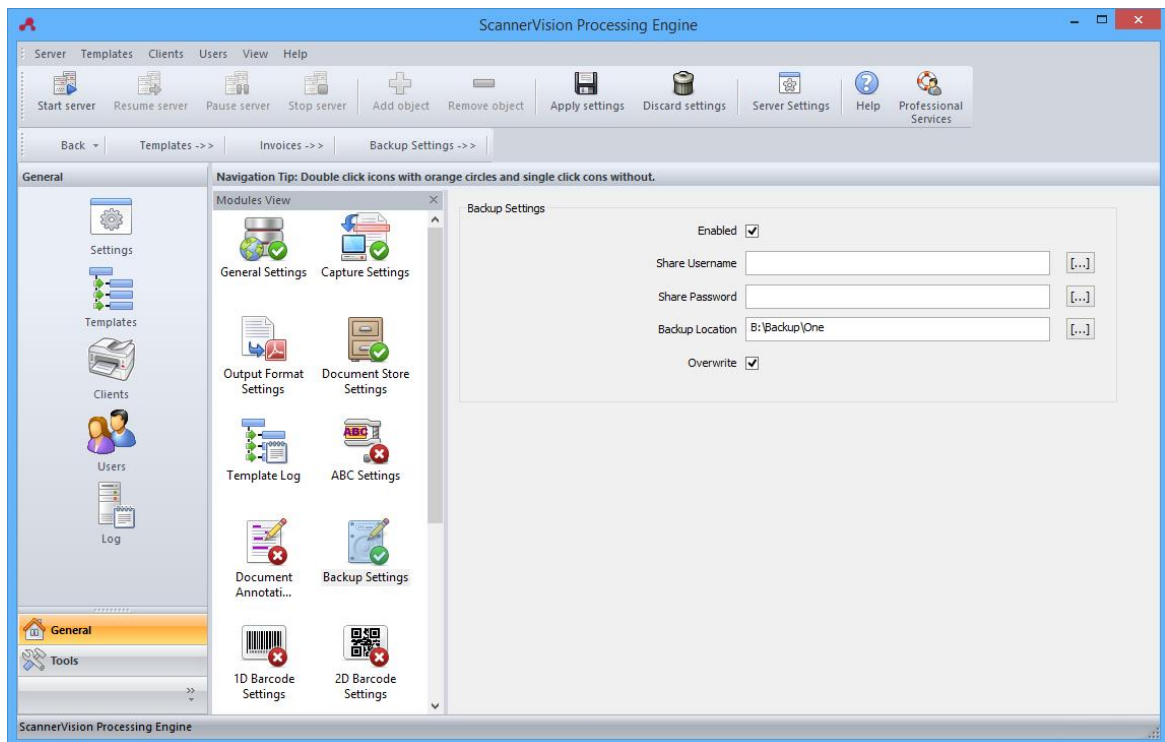 ScannerVision Processing Engine
Server Templates Clients Users View Help
Start server Resume server Pause server Stop server Add object Remove object Apply settings Discard settings Server Settings Help Professional Services
Back Templates ->> Invoices ->> Backup Settings ->>
General
Settings
Templates
Clients
Users
Log
General
Tools
Navigation Tip: Double click icons with orange circles and single click cons without.
Modules View
General Settings Capture Settings
Output Format Settings
Document Store Settings
Template Log ABC Settings
ABC
Document Annotati...
Backup Settings
1D Barcode Settings
2D Barcode Settings
Backup Settings
Enabled
Share Username [...]
Share Password [...]
Backup Location B:\Backup\One [...]
Overwrite
ScannerVision Processing Engine